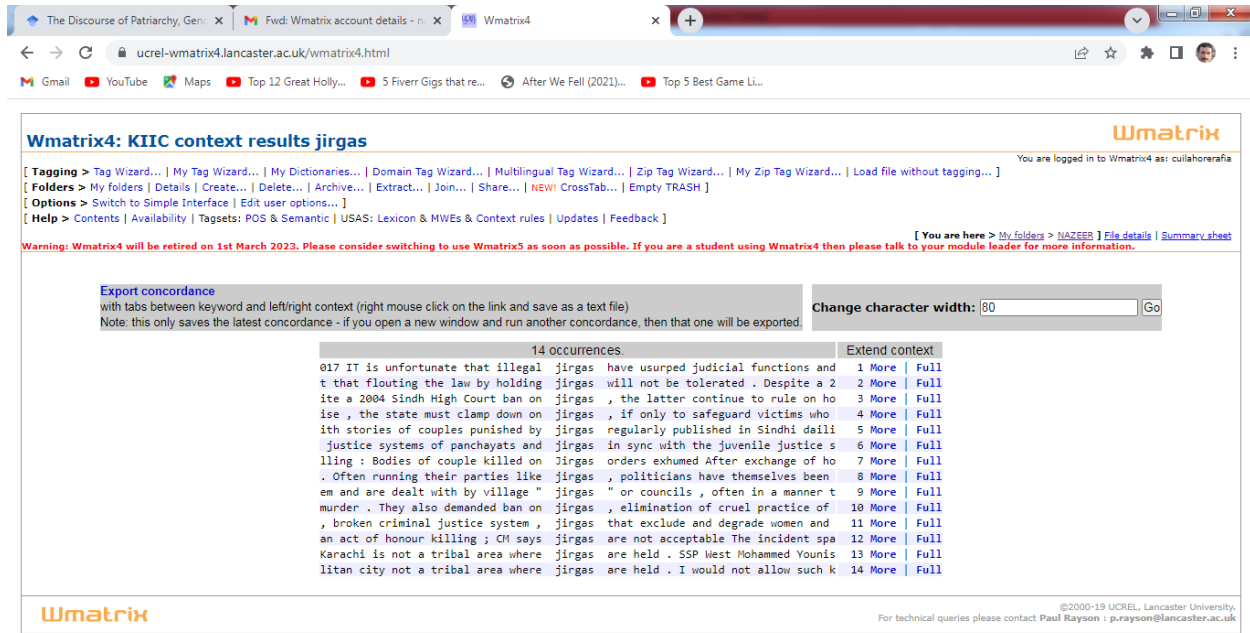 The Discourse of Patriarchy, Gen
Fwd: Wmatrix account details - n
Wmatrix4
ucrel-wmatrix4.lancaster.ac.uk/wmatrix4.html
Gmail YouTube Maps Top 12 Great Holly... 5 Fiverr Gigs that re... After We Fell (2021)... Top 5 Best Game Li...
Wmatrix4: KIIC context results jirgas
Wmatrix
You are logged in to Wmatrix4 as: cuilahorerafia
[ Tagging > Tag Wizard... | My Tag Wizard... | My Dictionaries... | Domain Tag Wizard... | Multilingual Tag Wizard... | Zip Tag Wizard... | My Zip Tag Wizard... | Load file without tagging... ]
[ Folders > My folders | Details | Create... | Delete... | Archive... | Extract... | Join... | Share... | NEW! CrossTab... | Empty TRASH ]
[ Options > Switch to Simple Interface | Edit user options... ]
[ Help > Contents | Availability | Tagsets: POS & Semantic | USAS: Lexicon & MWEs & Context rules | Updates | Feedback ]
[ You are here > My folders > NAZEER ] File details | Summary sheet
Warning: Wmatrix4 will be retired on 1st March 2023. Please consider switching to use Wmatrix5 as soon as possible. If you are a student using Wmatrix4 then please talk to your module leader for more information.
Export concordance
with tabs between keyword and left/right context (right mouse click on the link and save as a text file)
Note: this only saves the latest concordance - if you open a new window and run another concordance, then that one will be exported.
Change character width: 80 Go
14 occurrences. Extend context
017 IT is unfortunate that illegal jirgas have usurped judicial functions and 1 More | Full
t that flouting the law by holding jirgas will not be tolerated . Despite a 2 2 More | Full
ite a 2004 Sindh High Court ban on jirgas , the latter continue to rule on ho 3 More | Full
ise , the state must clamp down on jirgas , if only to safeguard victims who 4 More | Full
ith stories of couples punished by jirgas regularly published in Sindhi daili 5 More | Full
justice systems of panchayats and jirgas in sync with the juvenile justice s 6 More | Full
lling : Bodies of couple killed on Jirgas orders exhumed After exchange of ho 7 More | Full
. Often running their parties like jirgas , politicians have themselves been 8 More | Full
em and are dealt with by village " jirgas " or councils , often in a manner t 9 More | Full
murder . They also demanded ban on jirgas , elimination of cruel practice of 10 More | Full
, broken criminal justice system , jirgas that exclude and degrade women and 11 More | Full
an act of honour killing ; CM says jirgas are not acceptable The incident spa 12 More | Full
Karachi is not a tribal area where jirgas are held . SSP West Mohammed Younis 13 More | Full
litan city not a tribal area where jirgas are held . I would not allow such k 14 More | Full
Wmatrix
©2000-19 UCREL, Lancaster University.
For technical queries please contact Paul Rayson : p.rayson@lancaster.ac.uk